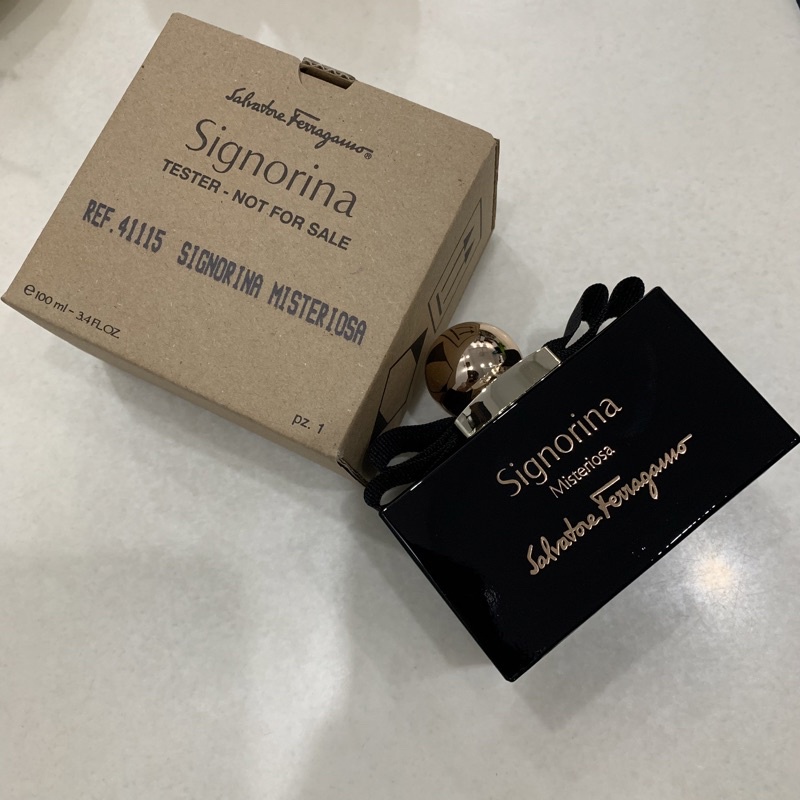 Salvatore Ferragamo®
Signorina
TESTER - NOT FOR SALE
REF.41115 SIGNORINA MISTERIOSA
℮100 ml - 3.4 FL.OZ.
pz. 1
Signorina
Misteriosa
Salvatore Ferragamo